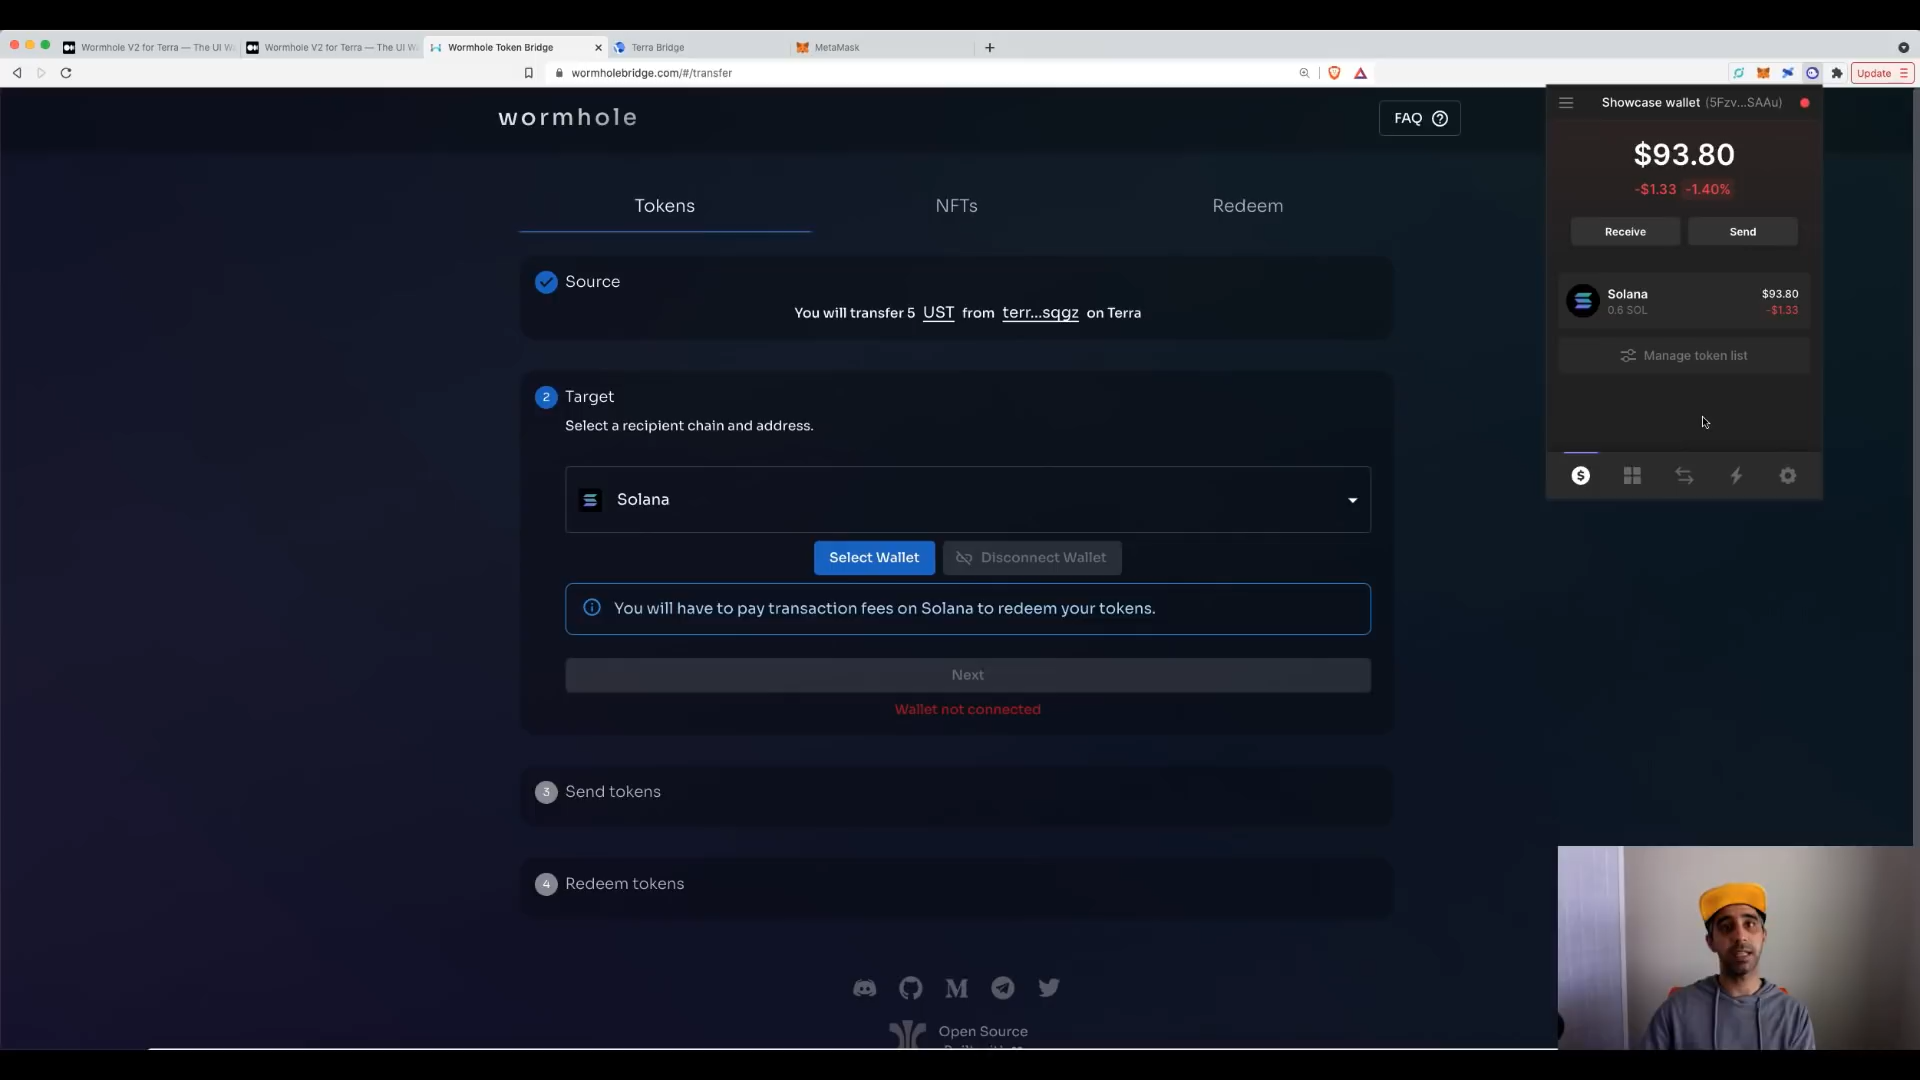 Wormhole V2 for Terra — The UI W
Wormhole V2 for Terra — The UI W
Wormhole Token Bridge
Terra Bridge
MetaMask
wormholebridge.com/#/transfer
Update
wormhole
FAQ
Showcase wallet (5Fzv...SAAu)
$93.80
-$1.33 -1.40%
Receive
Send
Solana
$93.80
0.6 SOL
-$1.33
Manage token list
Tokens
NFTs
Redeem
Source
You will transfer 5 UST from terr...sqgz on Terra
2 Target
Select a recipient chain and address.
Solana
Select Wallet
Disconnect Wallet
You will have to pay transaction fees on Solana to redeem your tokens.
Next
Wallet not connected
3 Send tokens
4 Redeem tokens
Open Source